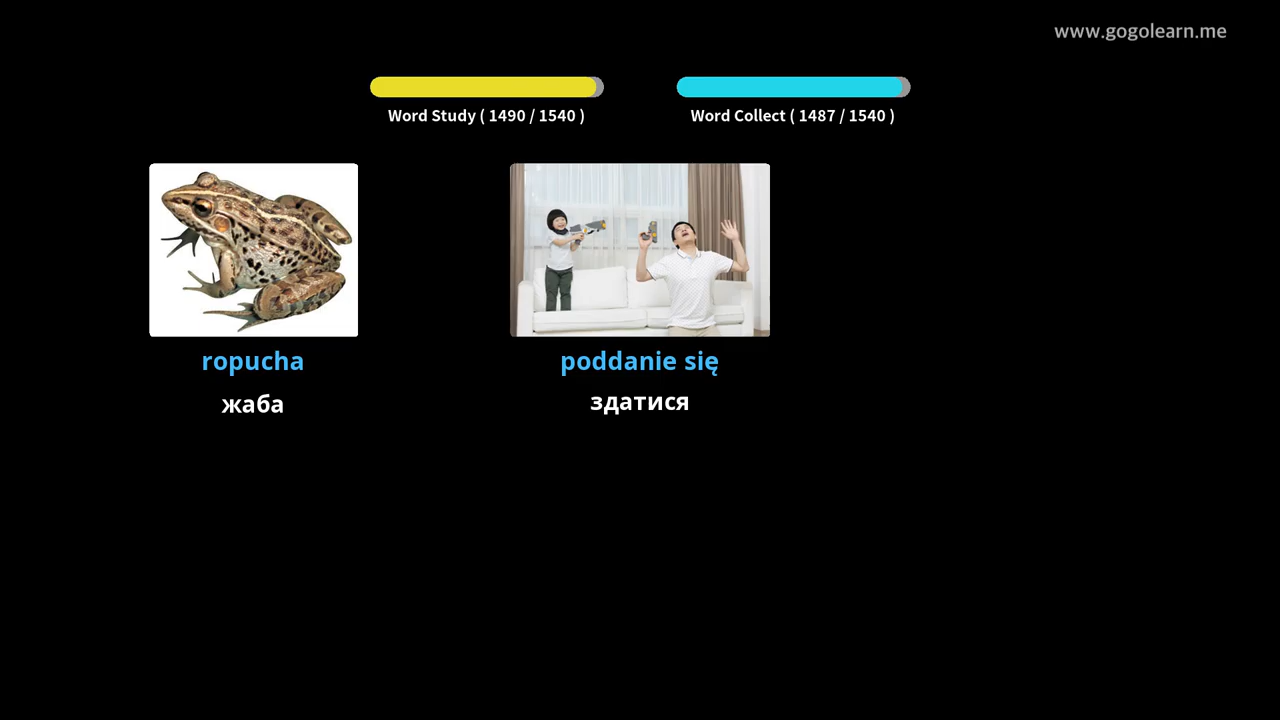 www.gogolearn.me
Word Study ( 1490 / 1540 )
Word Collect ( 1487 / 1540 )
ropucha
жаба
poddanie się
здатися